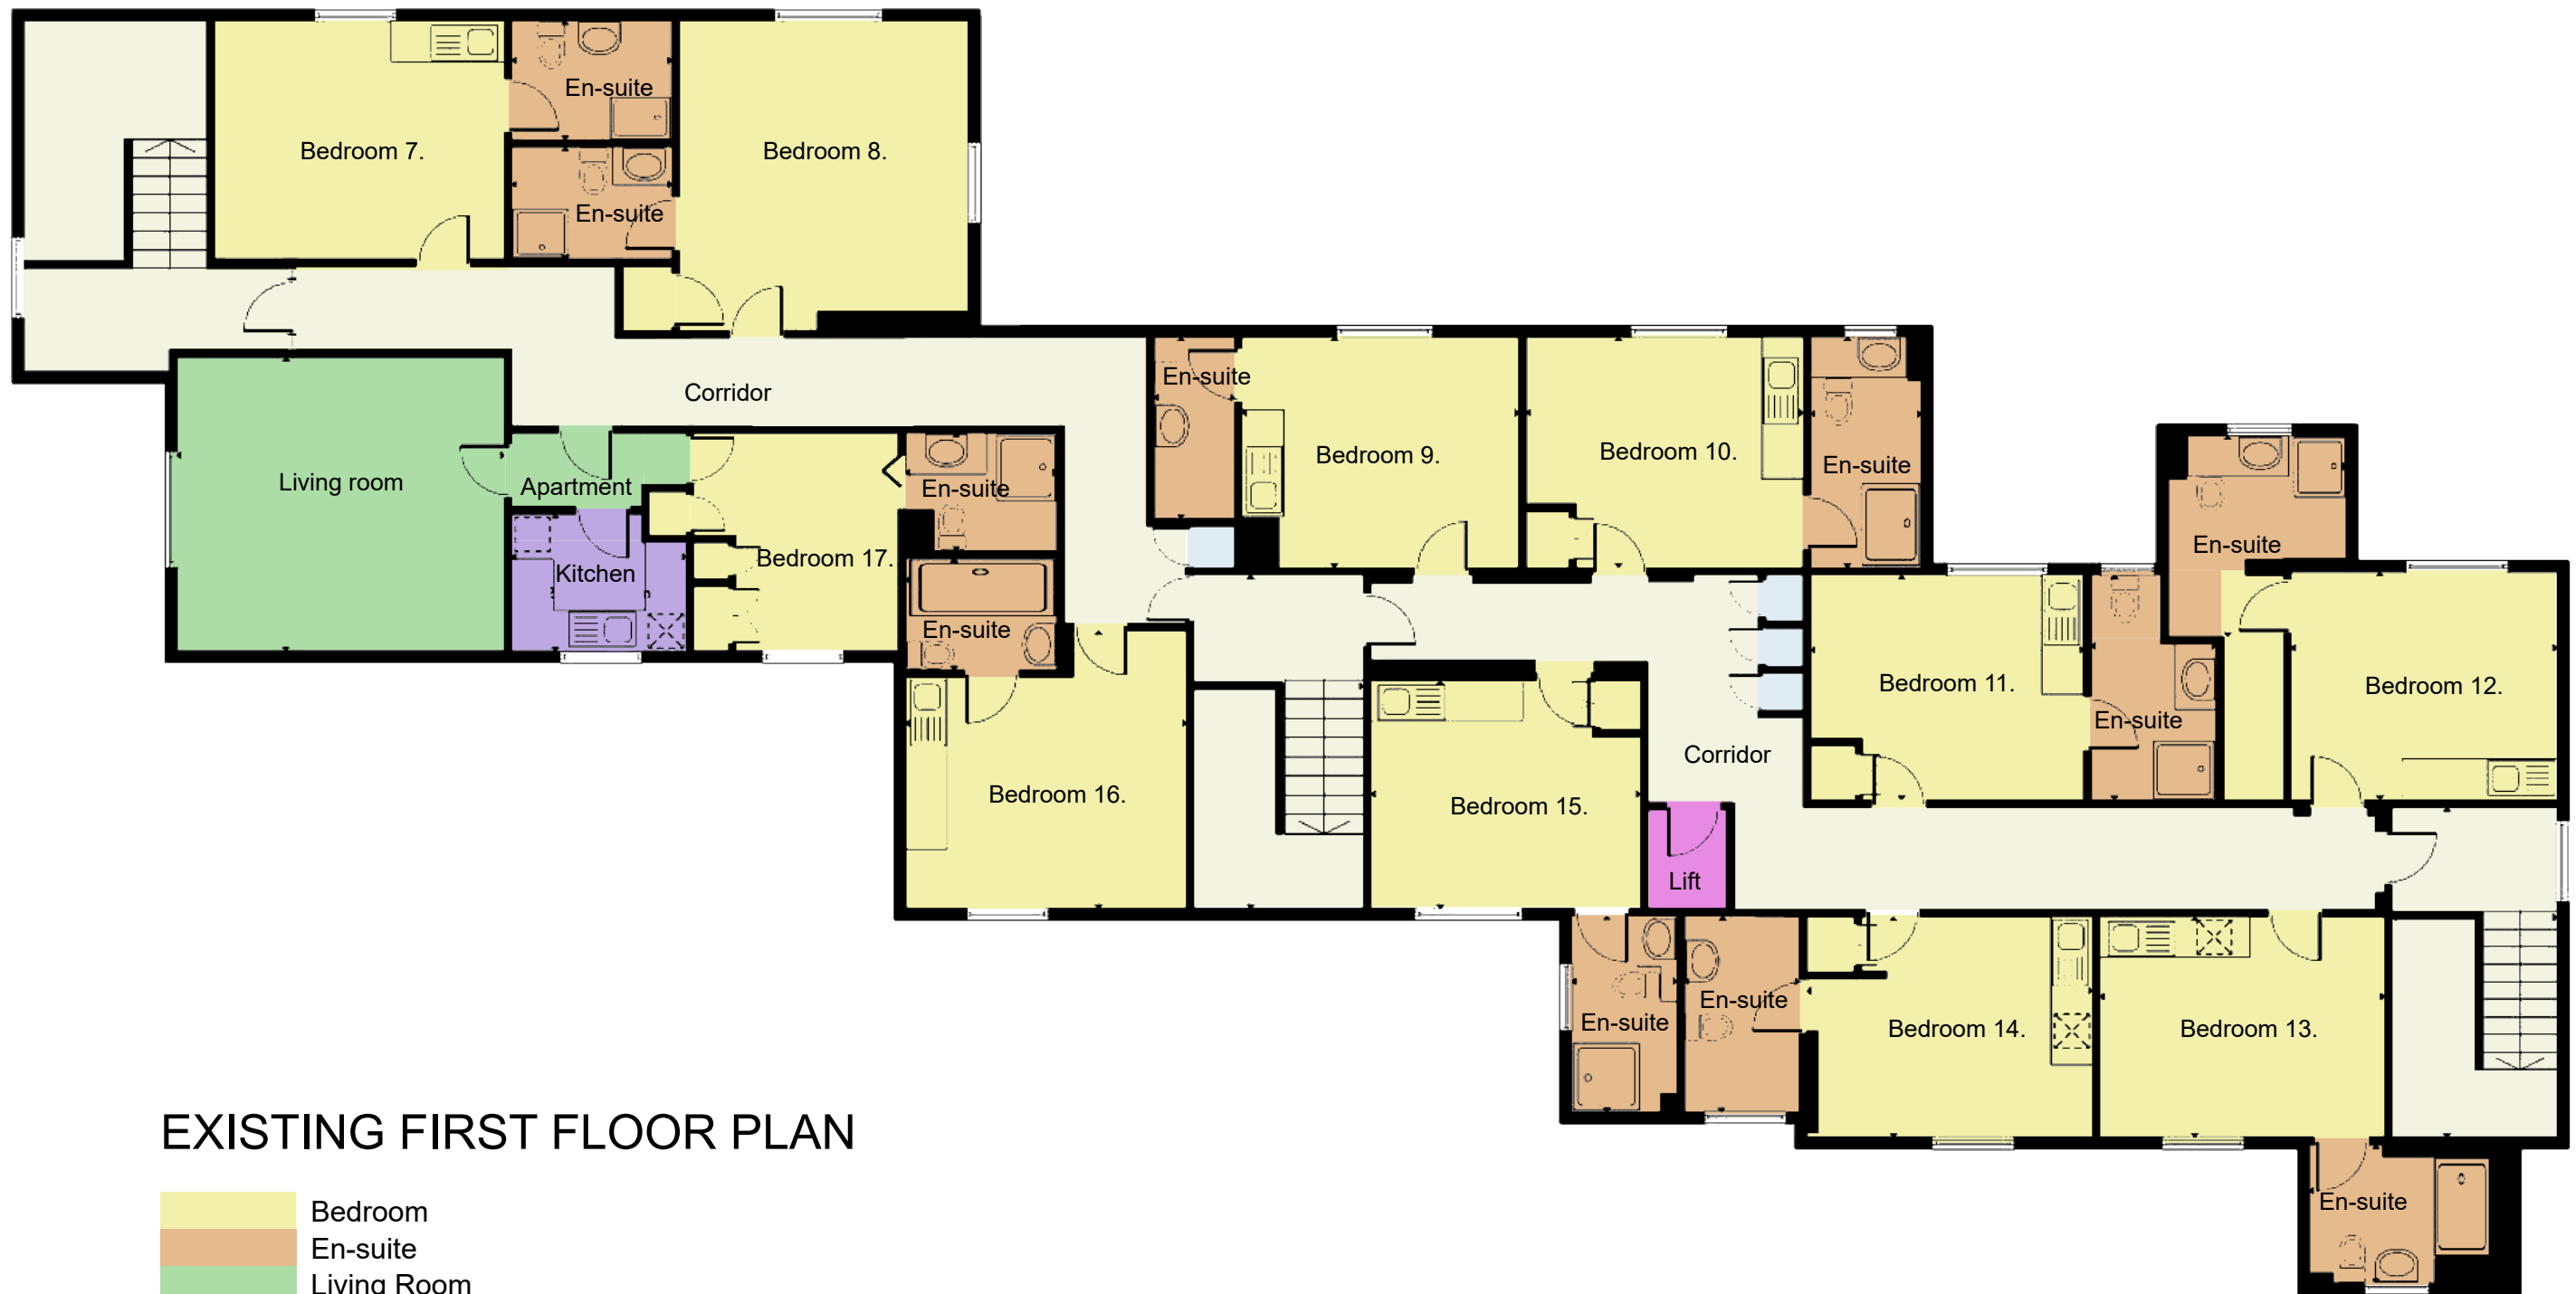 En-suite
Bedroom 7.
Bedroom 8.
En-suite
En-suite
Corridor
Bedroom 9.
Bedroom 10.
En-suite
Living room
Apartment
En-suite
Bedroom 17.
Kitchen
En-suite
En-suite
Bedroom 11.
Bedroom 12.
En-suite
Corridor
Bedroom 16.
Bedroom 15.
Lift
En-suite
En-suite
Bedroom 14.
Bedroom 13.
EXISTING FIRST FLOOR PLAN
En-suite
Bedroom
En-suite
Living Room